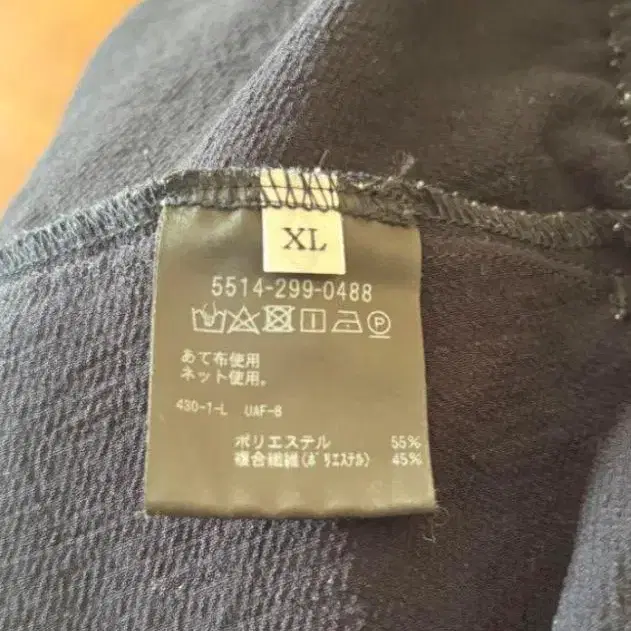 XL
5514-299-0488
P
あて布使用
ネット使用。
430-1-L UAF-B
ポリエステル 55%
複合繊維(ポリエステル) 45%